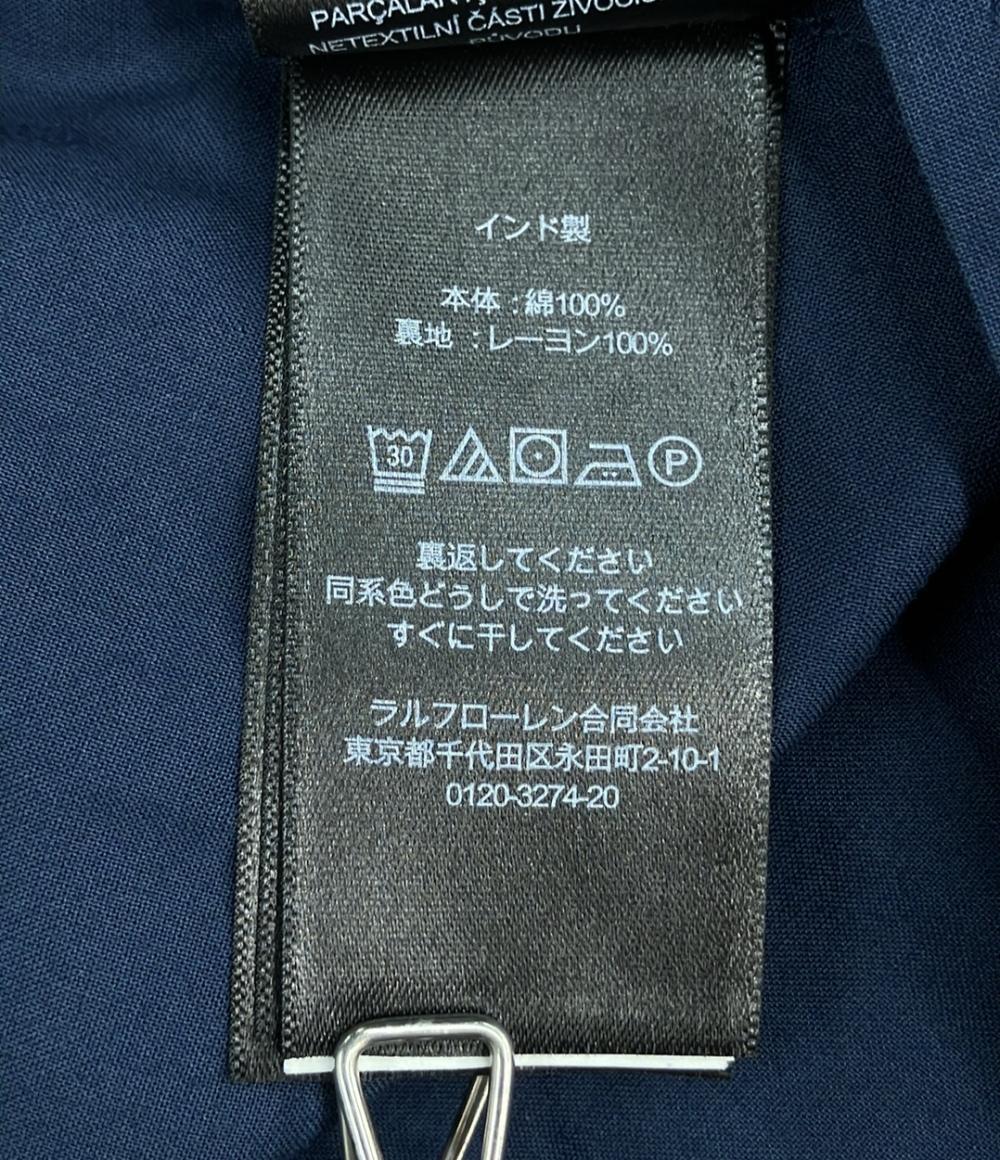 NETEXTILNÍ ČÁSTI ŽIVOČIŠ
PŮVODU
インド製
本体 : 綿100%
裏地 : レーヨン100%
30
P
裏返してください
同系色どうしで洗ってください
すぐに干してください
ラルフローレン合同会社
東京都千代田区永田町2-10-1
0120-3274-20